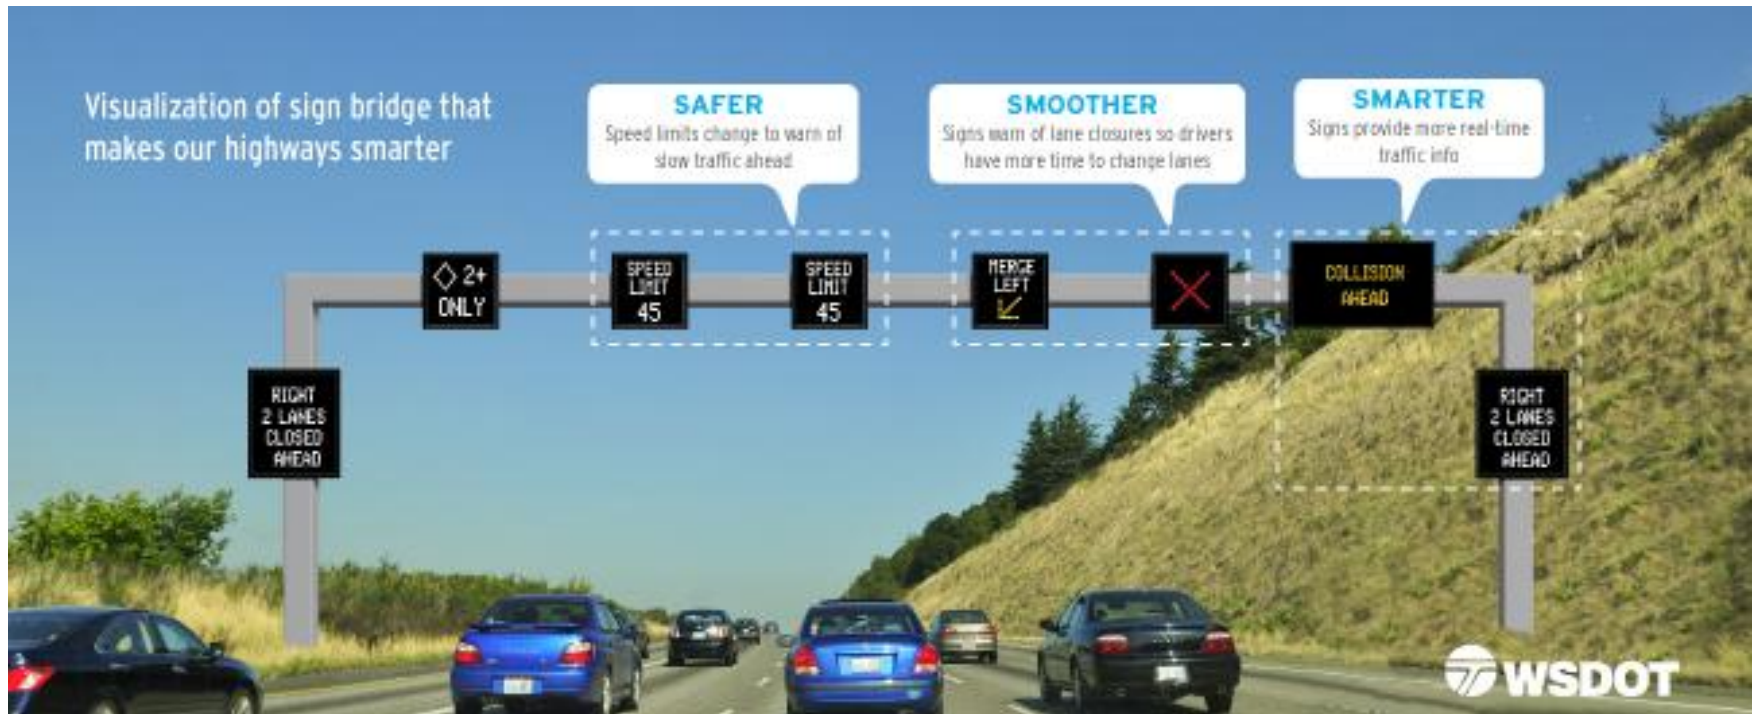 Visualization of sign bridge that
makes our highways smarter
SAFER
Speed limits change to warn of
slow traffic ahead
SMOOTHER
Signs warn of lane closures so drivers
have more time to change lanes
SMARTER
Signs provide more real-time
traffic info
2+
ONLY
SPEED
LIMIT
45
SPEED
LIMIT
45
MERGE
LEFT
COLLISION
AHEAD
RIGHT
2 LANES
CLOSED
AHEAD
RIGHT
2 LANES
CLOSED
AHEAD
WSDOT